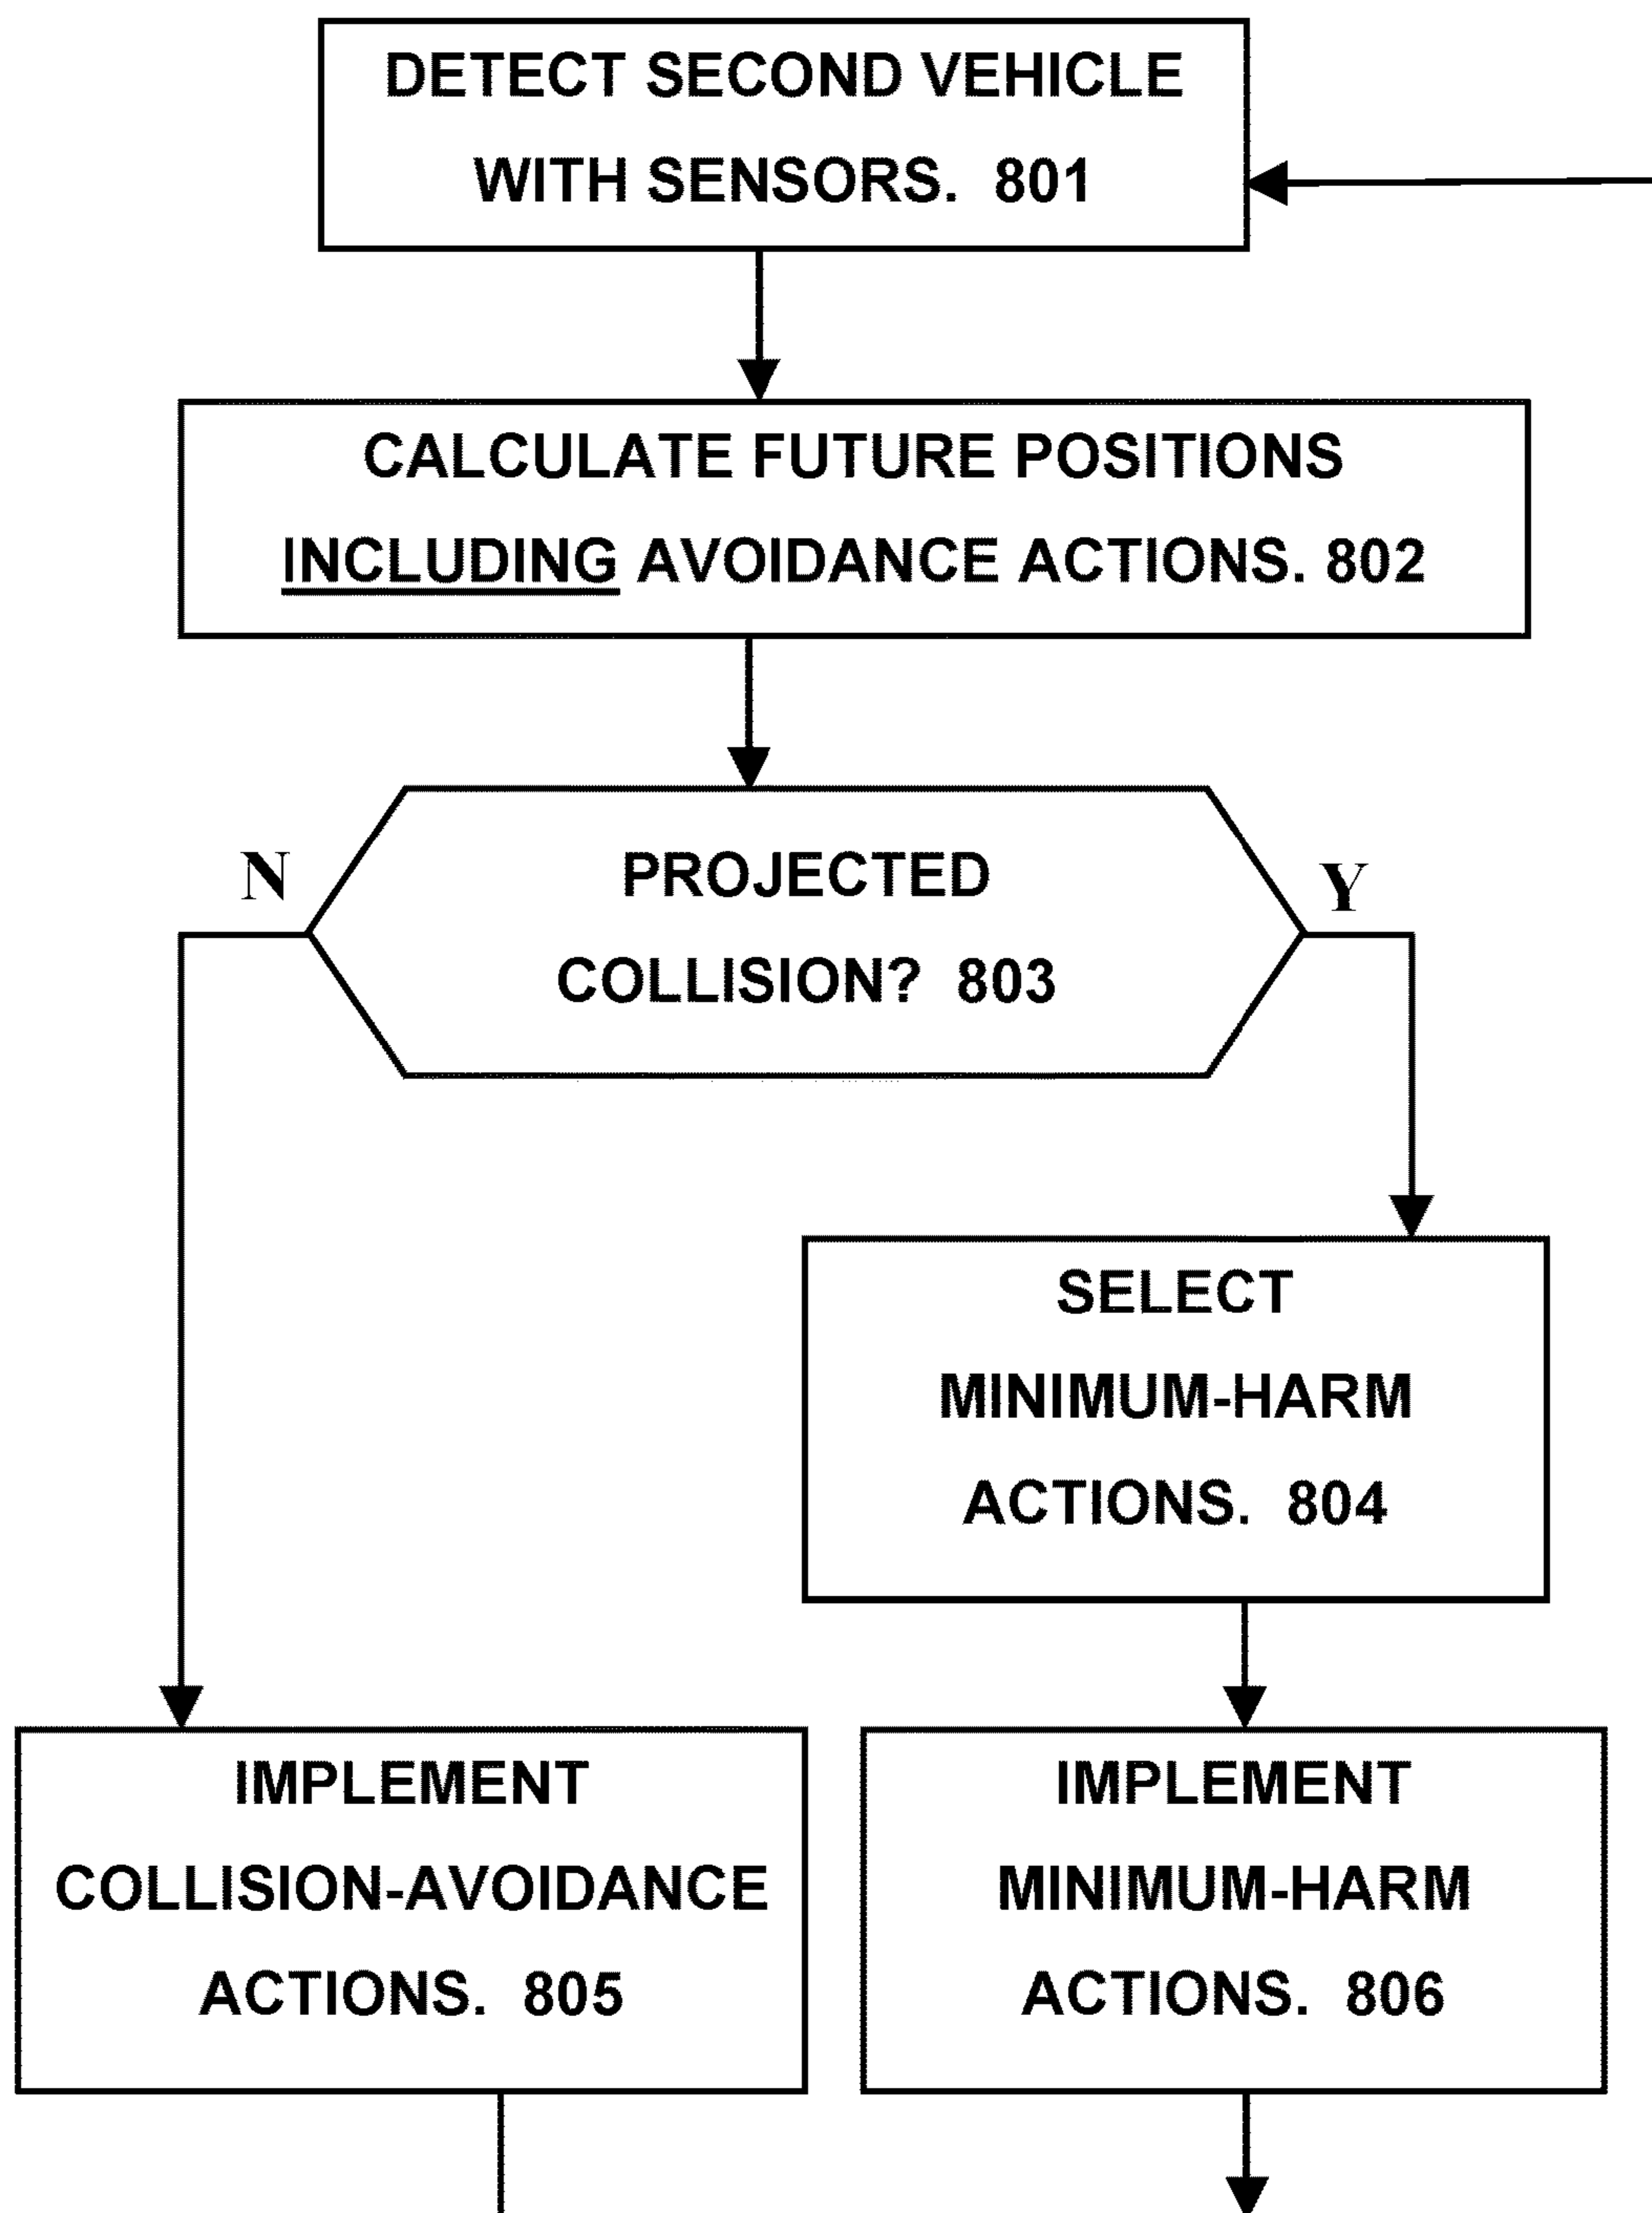 DETECT SECOND VEHICLE
WITH SENSORS. 801
CALCULATE FUTURE POSITIONS
INCLUDING AVOIDANCE ACTIONS. 802
N
PROJECTED
COLLISION? 803
Y
SELECT
MINIMUM-HARM
ACTIONS. 804
IMPLEMENT
COLLISION-AVOIDANCE
ACTIONS. 805
IMPLEMENT
MINIMUM-HARM
ACTIONS. 806